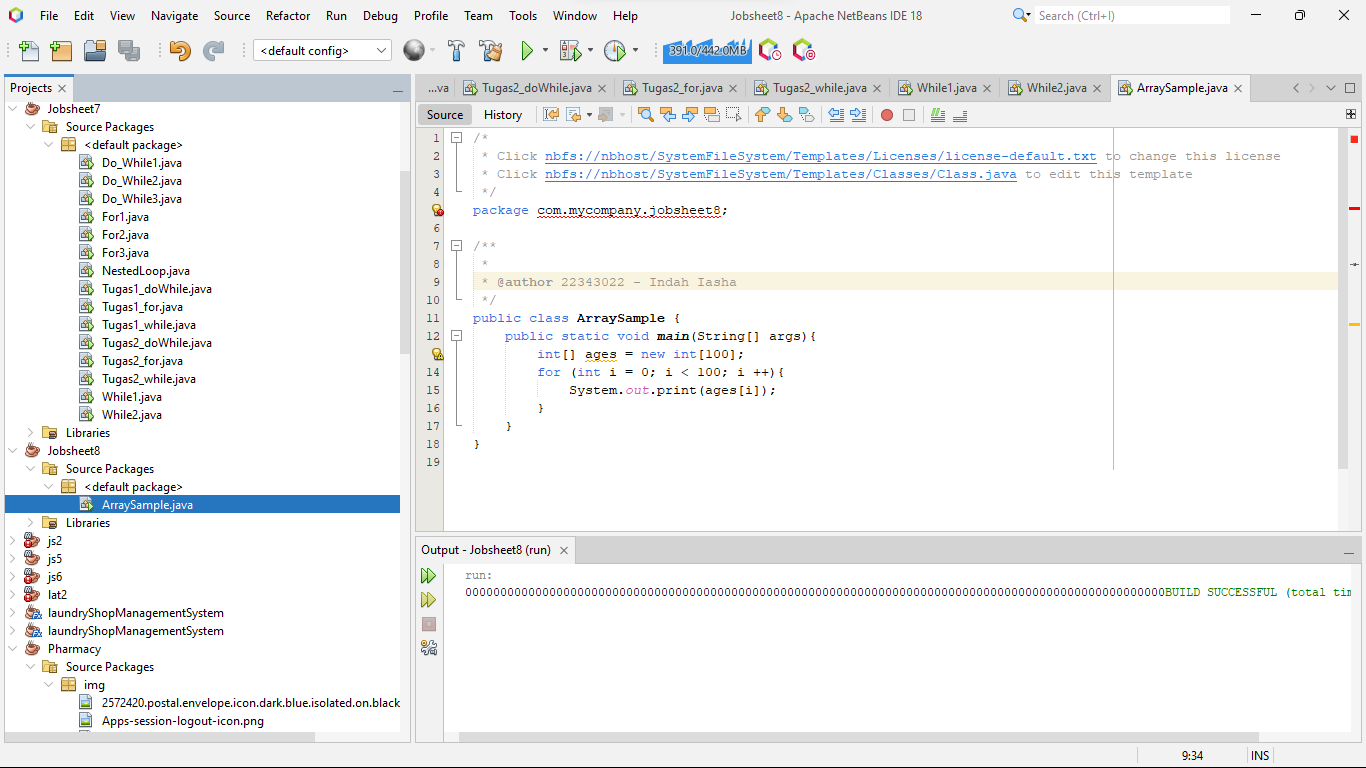 File Edit View Navigate Source Refactor Run Debug Profile Team Tools Window Help Jobsheet8 - Apache NetBeans IDE 18 Search (Ctrl+I)
<default config> 391.0/442.0MB
Projects
Jobsheet7
Source Packages
<default package>
Do_While1.java
Do_While2.java
Do_While3.java
For1.java
For2.java
For3.java
NestedLoop.java
Tugas1_doWhile.java
Tugas1_for.java
Tugas1_while.java
Tugas2_doWhile.java
Tugas2_for.java
Tugas2_while.java
While1.java
While2.java
Libraries
Jobsheet8
Source Packages
<default package>
ArraySample.java
Libraries
js2
js5
js6
lat2
laundryShopManagementSystem
laundryShopManagementSystem
Pharmacy
Source Packages
img
2572420.postal.envelope.icon.dark.blue.isolated.on.black
Apps-session-logout-icon.png
...va Tugas2_doWhile.java Tugas2_for.java Tugas2_while.java While1.java While2.java ArraySample.java
Source History
1 /*
2 * Click nbfs://nbhost/SystemFileSystem/Templates/Licenses/license-default.txt to change this license
3 * Click nbfs://nbhost/SystemFileSystem/Templates/Classes/Class.java to edit this template
4 */
package com.mycompany.jobsheet8;
6
7 /**
8 *
9 * @author 22343022 - Indah Iasha
10 */
11 public class ArraySample {
12 public static void main(String[] args){
int[] ages = new int[100];
14 for (int i = 0; i < 100; i ++){
15 System.out.print(ages[i]);
16 }
17 }
18 }
19
Output - Jobsheet8 (run)
run:
0000000000000000000000000000000000000000000000000000000000000000000000000000000000000000000000000000BUILD SUCCESSFUL (total tim
9:34 INS